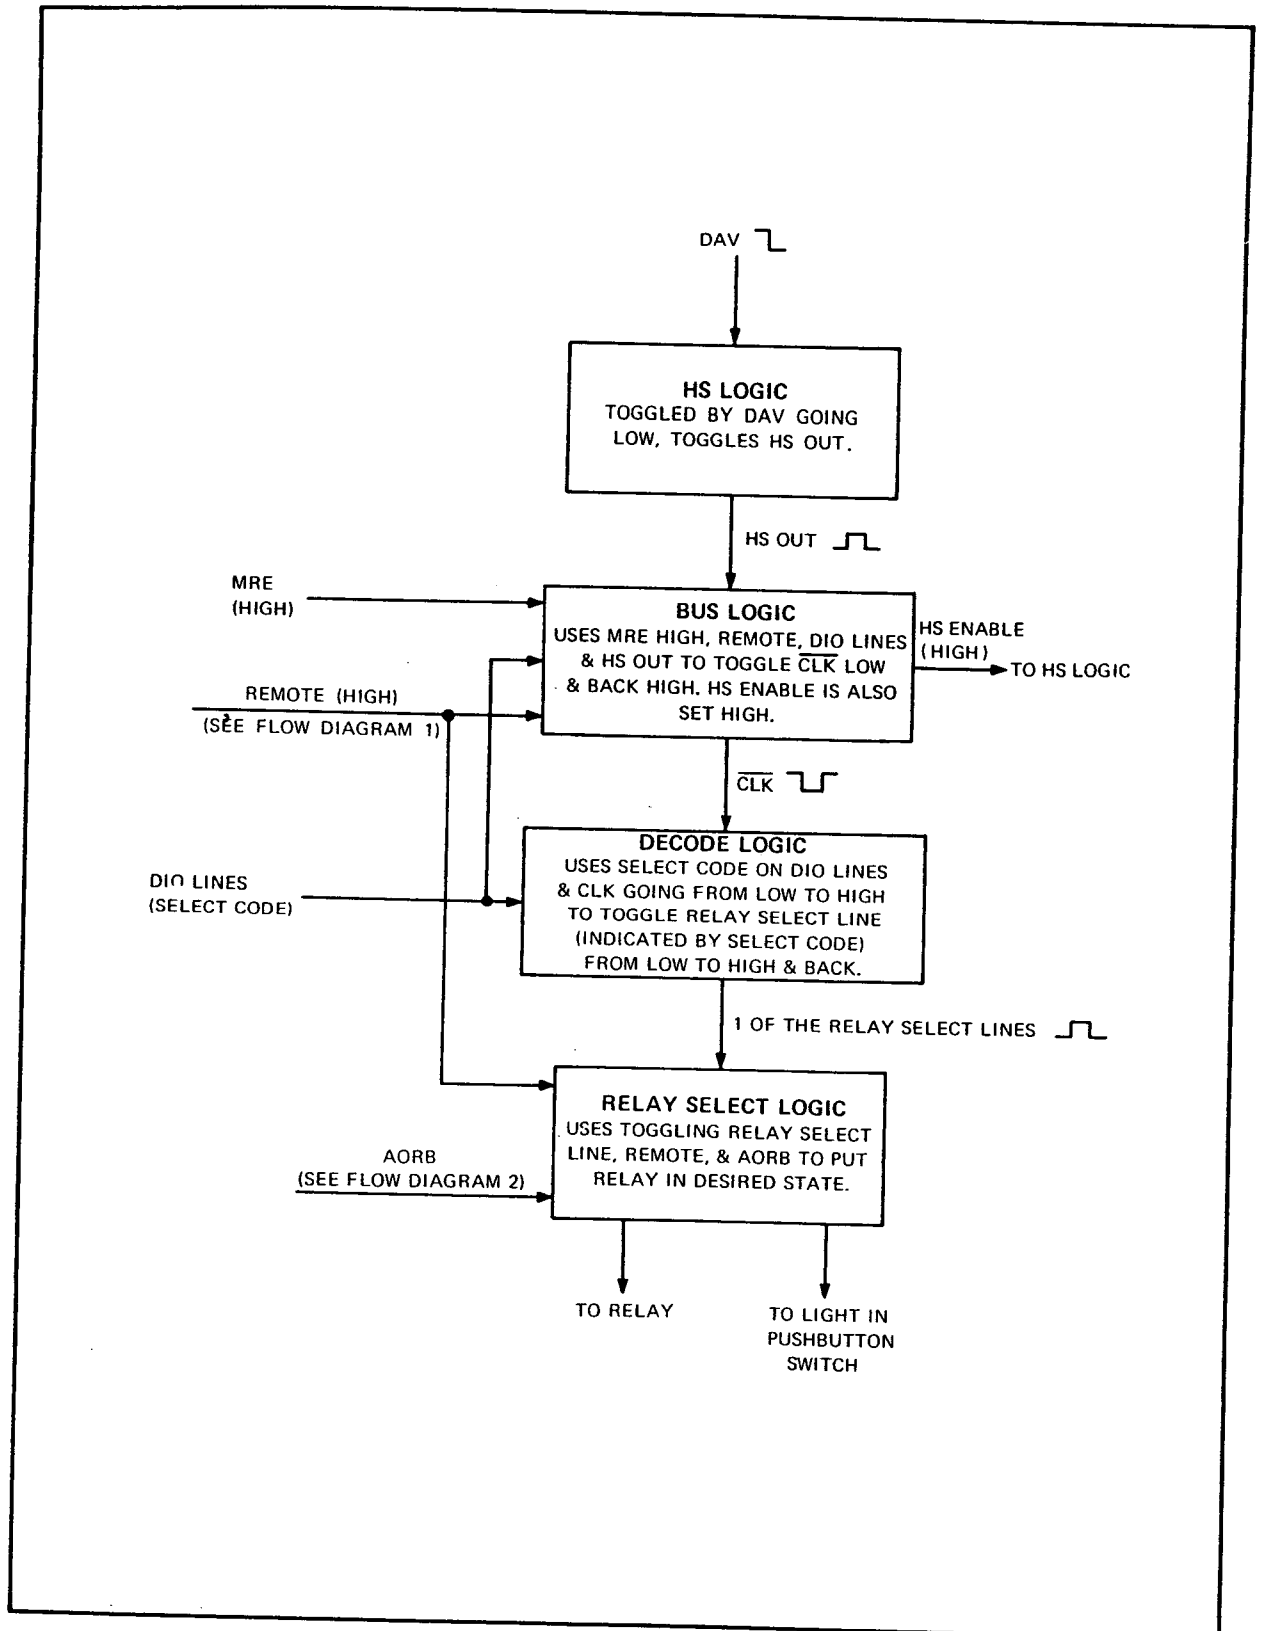 DAV
HS LOGIC
TOGGLED BY DAV GOING
LOW, TOGGLES HS OUT.
HS OUT
MRE
(HIGH)
BUS LOGIC
USES MRE HIGH, REMOTE, DIO LINES
& HS OUT TO TOGGLE C̅L̅K̅ LOW
& BACK HIGH. HS ENABLE IS ALSO
SET HIGH.
HS ENABLE
(HIGH)
TO HS LOGIC
REMOTE (HIGH)
(SEE FLOW DIAGRAM 1)
C̅L̅K̅
DIO LINES
(SELECT CODE)
DECODE LOGIC
USES SELECT CODE ON DIO LINES
& CLK GOING FROM LOW TO HIGH
TO TOGGLE RELAY SELECT LINE
(INDICATED BY SELECT CODE)
FROM LOW TO HIGH & BACK.
1 OF THE RELAY SELECT LINES
RELAY SELECT LOGIC
USES TOGGLING RELAY SELECT
LINE, REMOTE, & AORB TO PUT
RELAY IN DESIRED STATE.
AORB
(SEE FLOW DIAGRAM 2)
TO RELAY
TO LIGHT IN
PUSHBUTTON
SWITCH